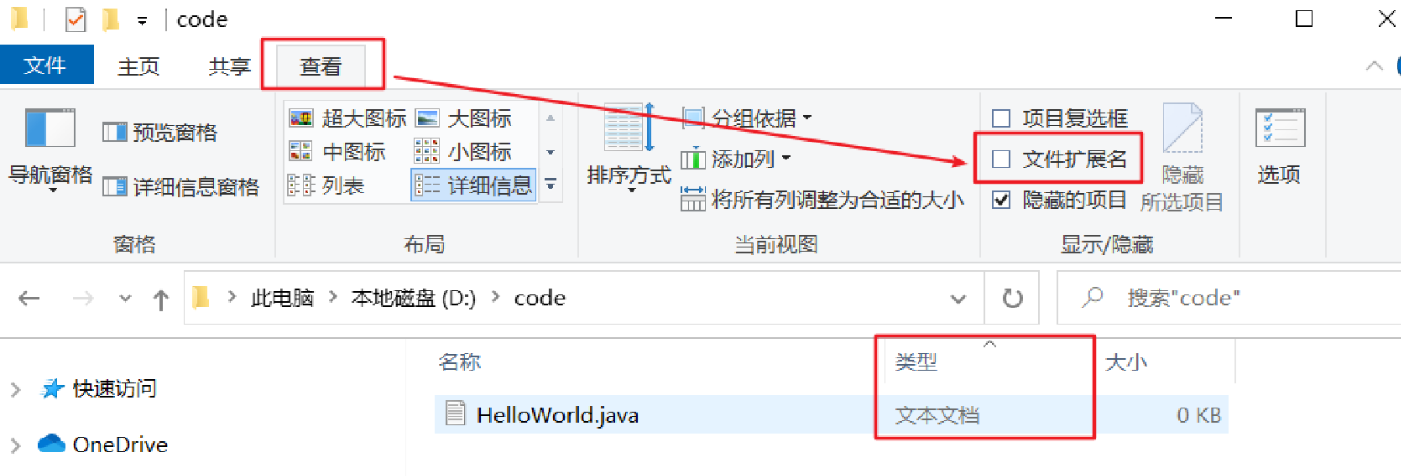 code
文件 主页 共享 查看
超大图标 大图标 分组依据 项目复选框
预览窗格 中图标 小图标 添加列 文件扩展名
导航窗格 详细信息窗格 列表 详细信息 排序方式 将所有列调整为合适的大小 隐藏的项目 隐藏 所选项目 选项
窗格 布局 当前视图 显示/隐藏
此电脑 本地磁盘 (D:) code 搜索"code"
名称 类型 大小
快速访问
HelloWorld.java 文本文档 0 KB
OneDrive